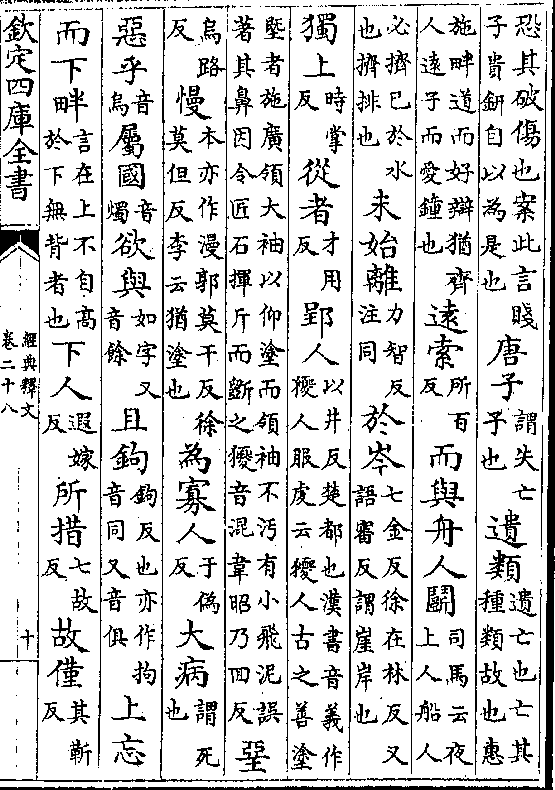 恐其破傷也案此言賤子貴鈃自以為是也唐子謂失亡子也遺類遺亡也亡其種類故也惠
施畔道而好辯猶齊人遠子而愛鐘也遠索所百反而與舟人鬭司馬云夜上人船人
必擠己於水也擠排也未始離力智反注同於岑七金反徐在林反又語審反謂崖岸也
獨上時掌反從者才用反郢人以井反楚都也漢書音義作獿人服虔云獿人古之善塗
塈者施廣領大袖以仰塗而領袖不汚有小飛泥誤著其鼻因令匠石揮斤而斵之獿音混韋昭乃回反堊
烏路反慢本亦作漫郭莫干反徐莫但反李云猶塗也為寡人于偽反大病謂死也
惡乎音烏屬國音燭欲與如字又音餘且鉤鉤反也亦作拘音同又音俱上忘
而下畔言在上不自高於下無背者也下人遐嫁反所措七故反故僅其靳反
欽定四庫全書
經典釋文
卷二十八
十